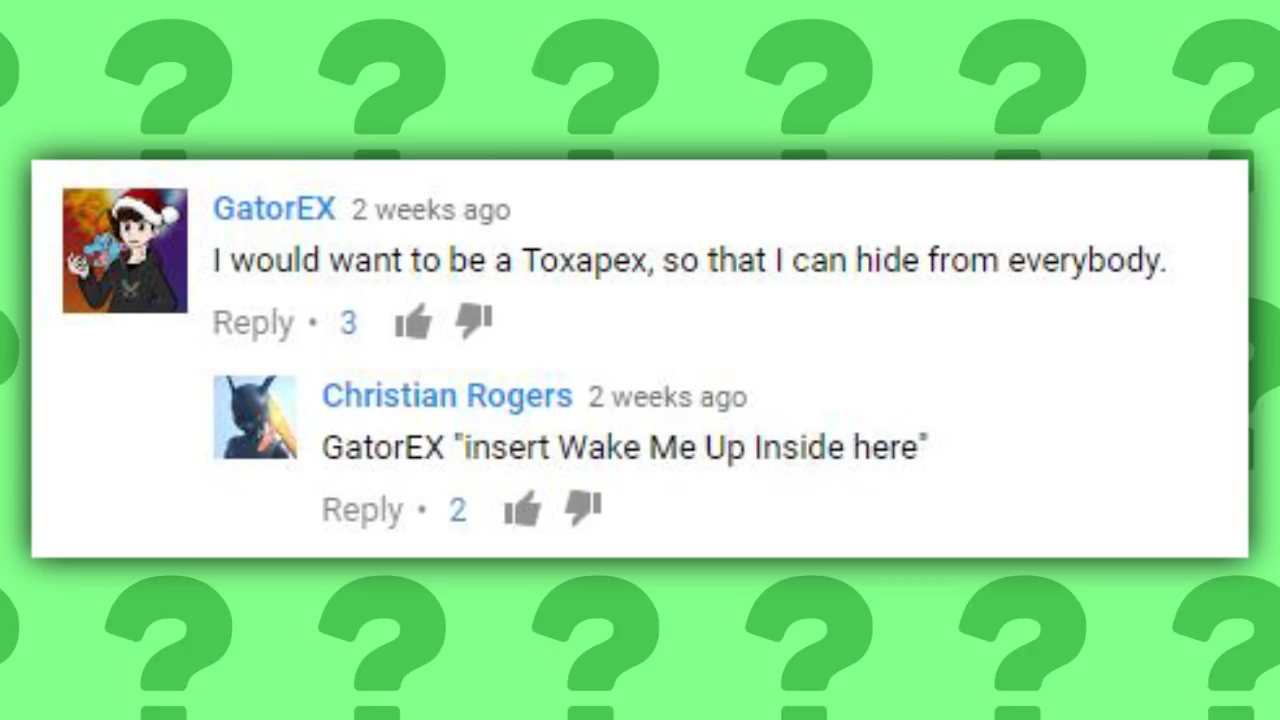 GatorEX 2 weeks ago
I would want to be a Toxapex, so that I can hide from everybody.
Reply • 3
Christian Rogers 2 weeks ago
GatorEX "insert Wake Me Up Inside here"
Reply • 2